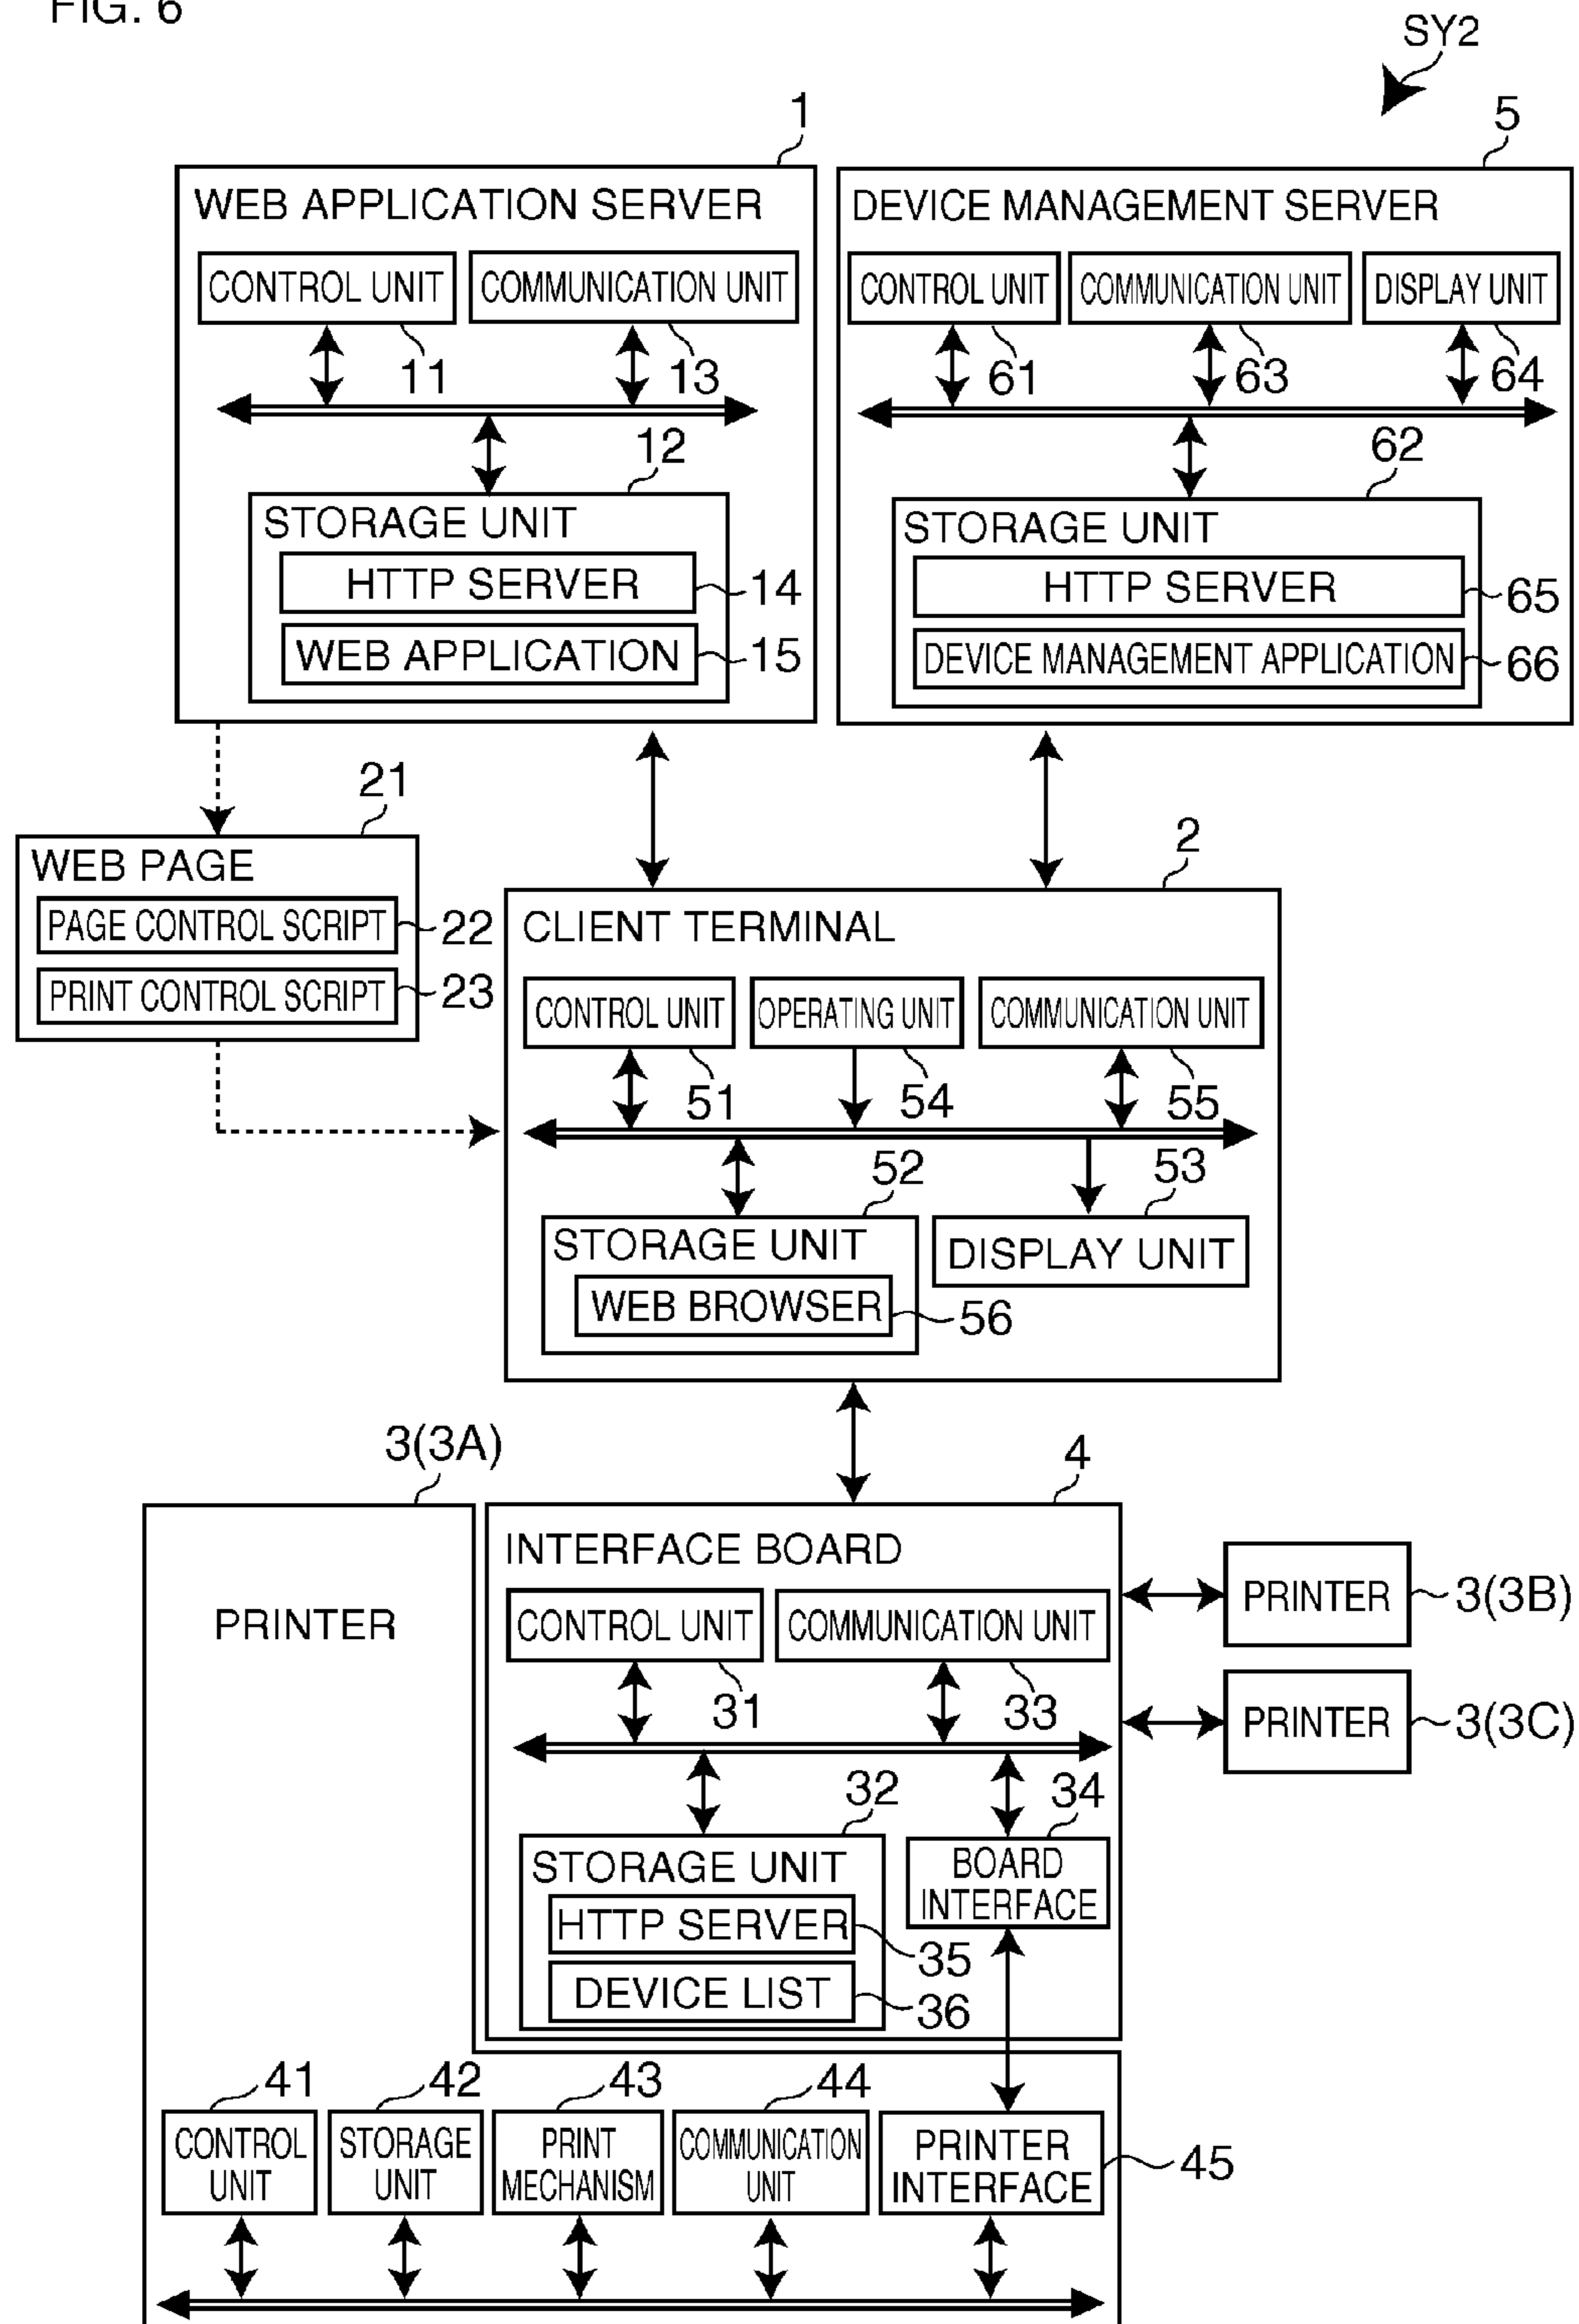 FIG. 6
SY2
1
5
WEB APPLICATION SERVER
DEVICE MANAGEMENT SERVER
CONTROL UNIT
COMMUNICATION UNIT
CONTROL UNIT
COMMUNICATION UNIT
DISPLAY UNIT
11
13
61
63
64
12
62
STORAGE UNIT
STORAGE UNIT
HTTP SERVER
14
HTTP SERVER
65
WEB APPLICATION
15
DEVICE MANAGEMENT APPLICATION
66
21
2
WEB PAGE
PAGE CONTROL SCRIPT
22
PRINT CONTROL SCRIPT
23
CLIENT TERMINAL
CONTROL UNIT
OPERATING UNIT
COMMUNICATION UNIT
51
54
55
52
53
STORAGE UNIT
DISPLAY UNIT
WEB BROWSER
56
3(3A)
4
PRINTER
INTERFACE BOARD
CONTROL UNIT
COMMUNICATION UNIT
PRINTER
3(3B)
31
33
PRINTER
3(3C)
32
34
STORAGE UNIT
BOARD
INTERFACE
HTTP SERVER
35
DEVICE LIST
36
41
42
43
44
CONTROL
UNIT
STORAGE
UNIT
PRINT
MECHANISM
COMMUNICATION
UNIT
PRINTER
INTERFACE
45